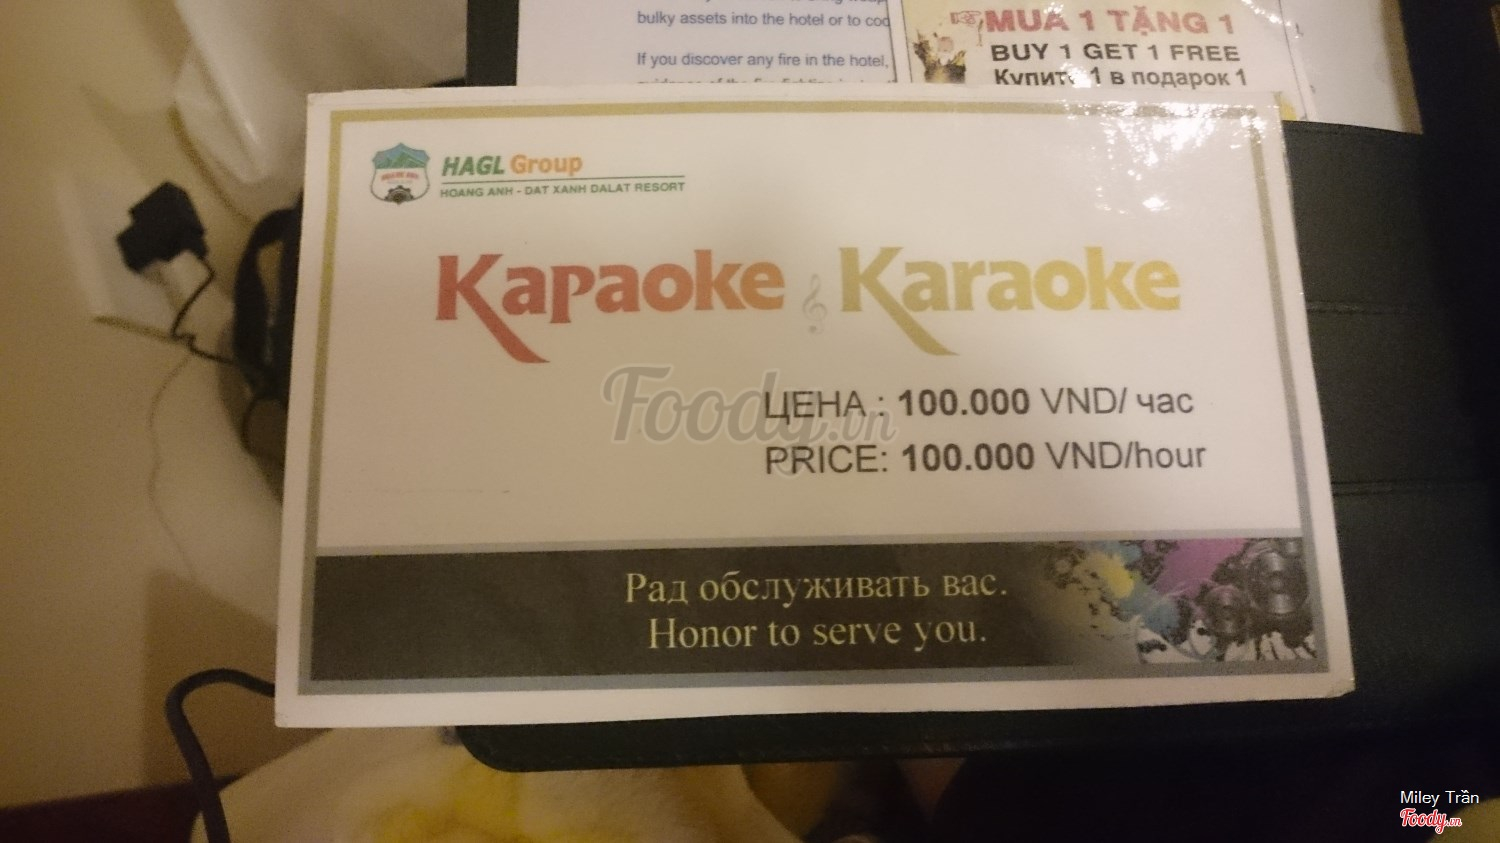 bulky assets into the hotel or to
If you discover any fire in the hotel,
MUA 1 TẶNG 1
BUY 1 GET 1 FREE
Купить 1 в подарок 1
HAGL Group
HOANG ANH - DAT XANH DALAT RESORT
Караоке Karaoke
ЦЕНА : 100.000 VND/ час
PRICE: 100.000 VND/hour
Foody.vn
Рад обслуживать вас.
Honor to serve you.
Miley Trần
Foody.vn